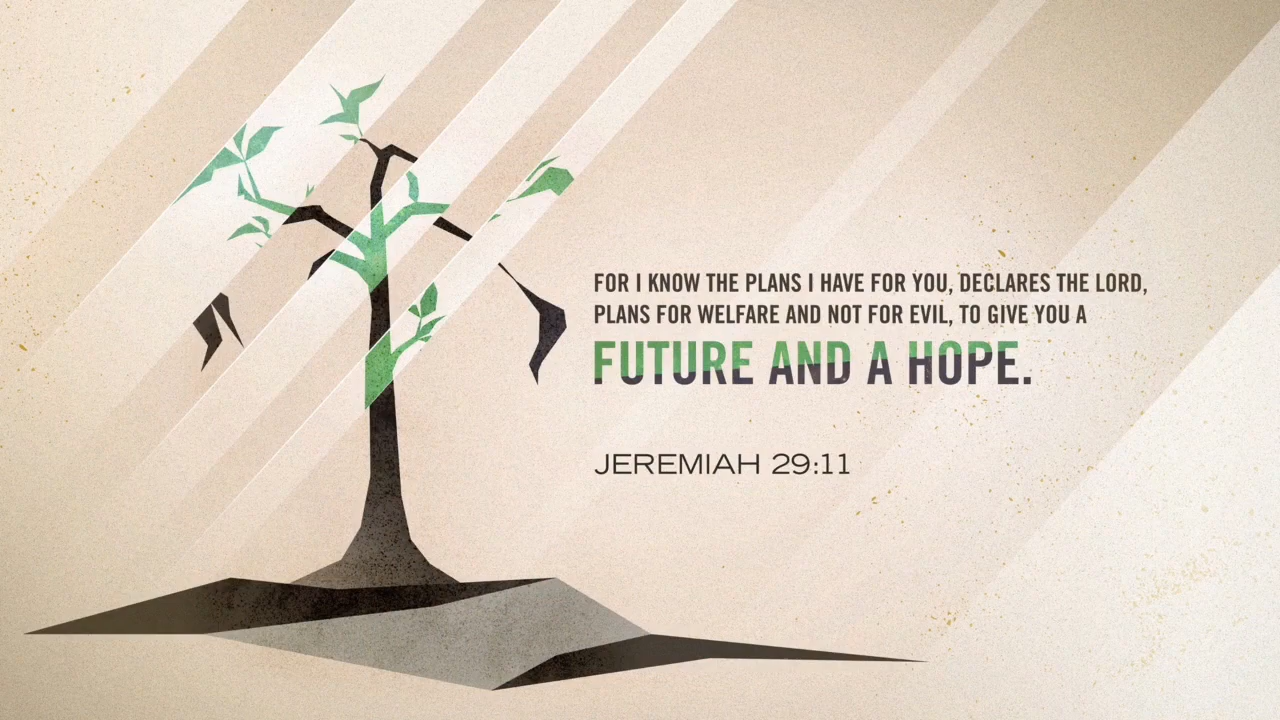 FOR I KNOW THE PLANS I HAVE FOR YOU, DECLARES THE LORD,
PLANS FOR WELFARE AND NOT FOR EVIL, TO GIVE YOU A
FUTURE AND A HOPE.
JEREMIAH 29:11